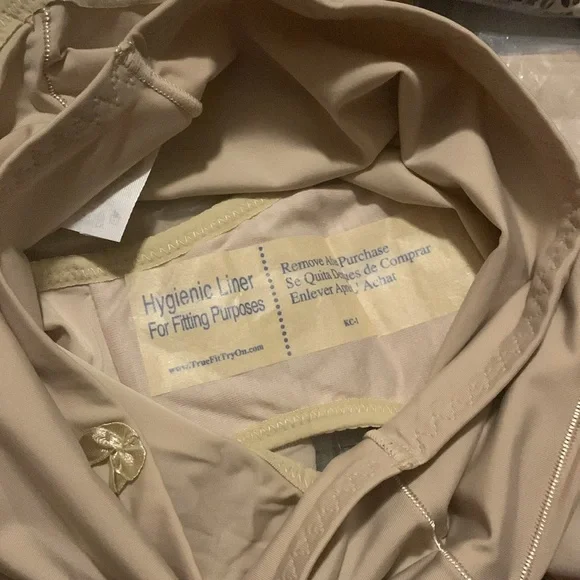 Hygienic Liner
For Fitting Purposes
www.TrueFitTryOn.com
Remove Purchase
Se Quita de Comprar
Enlever Achat
KC-1